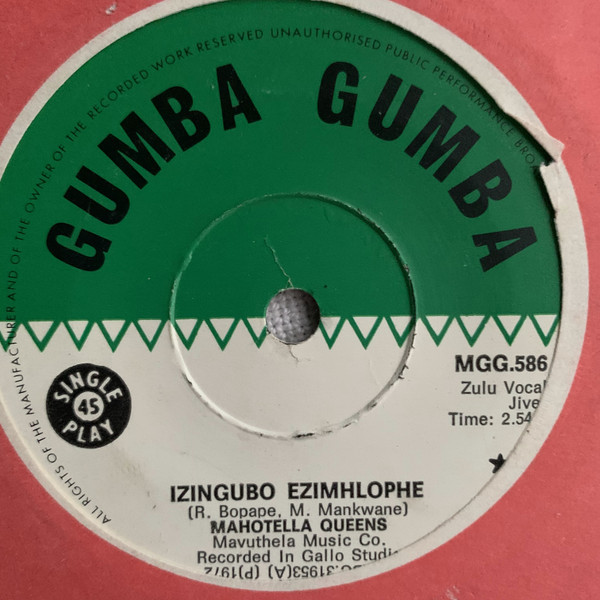 ALL RIGHTS OF THE MANUFACTURER AND OF THE OWNER OF THE RECORDED WORK RESERVED UNAUTHORISED PUBLIC PERFORMANCE BRO
GUMBA GUMBA
MGG.586
Zulu Vocal
Jive
Time: 2.54
SINGLE
45
PLAY
IZINGUBO EZIMHLOPHE
(R. Bopape, M. Mankwane)
MAHOTELLA QUEENS
Mavuthela Music Co.
Recorded In Gallo Studi
319953(A) (P)1972